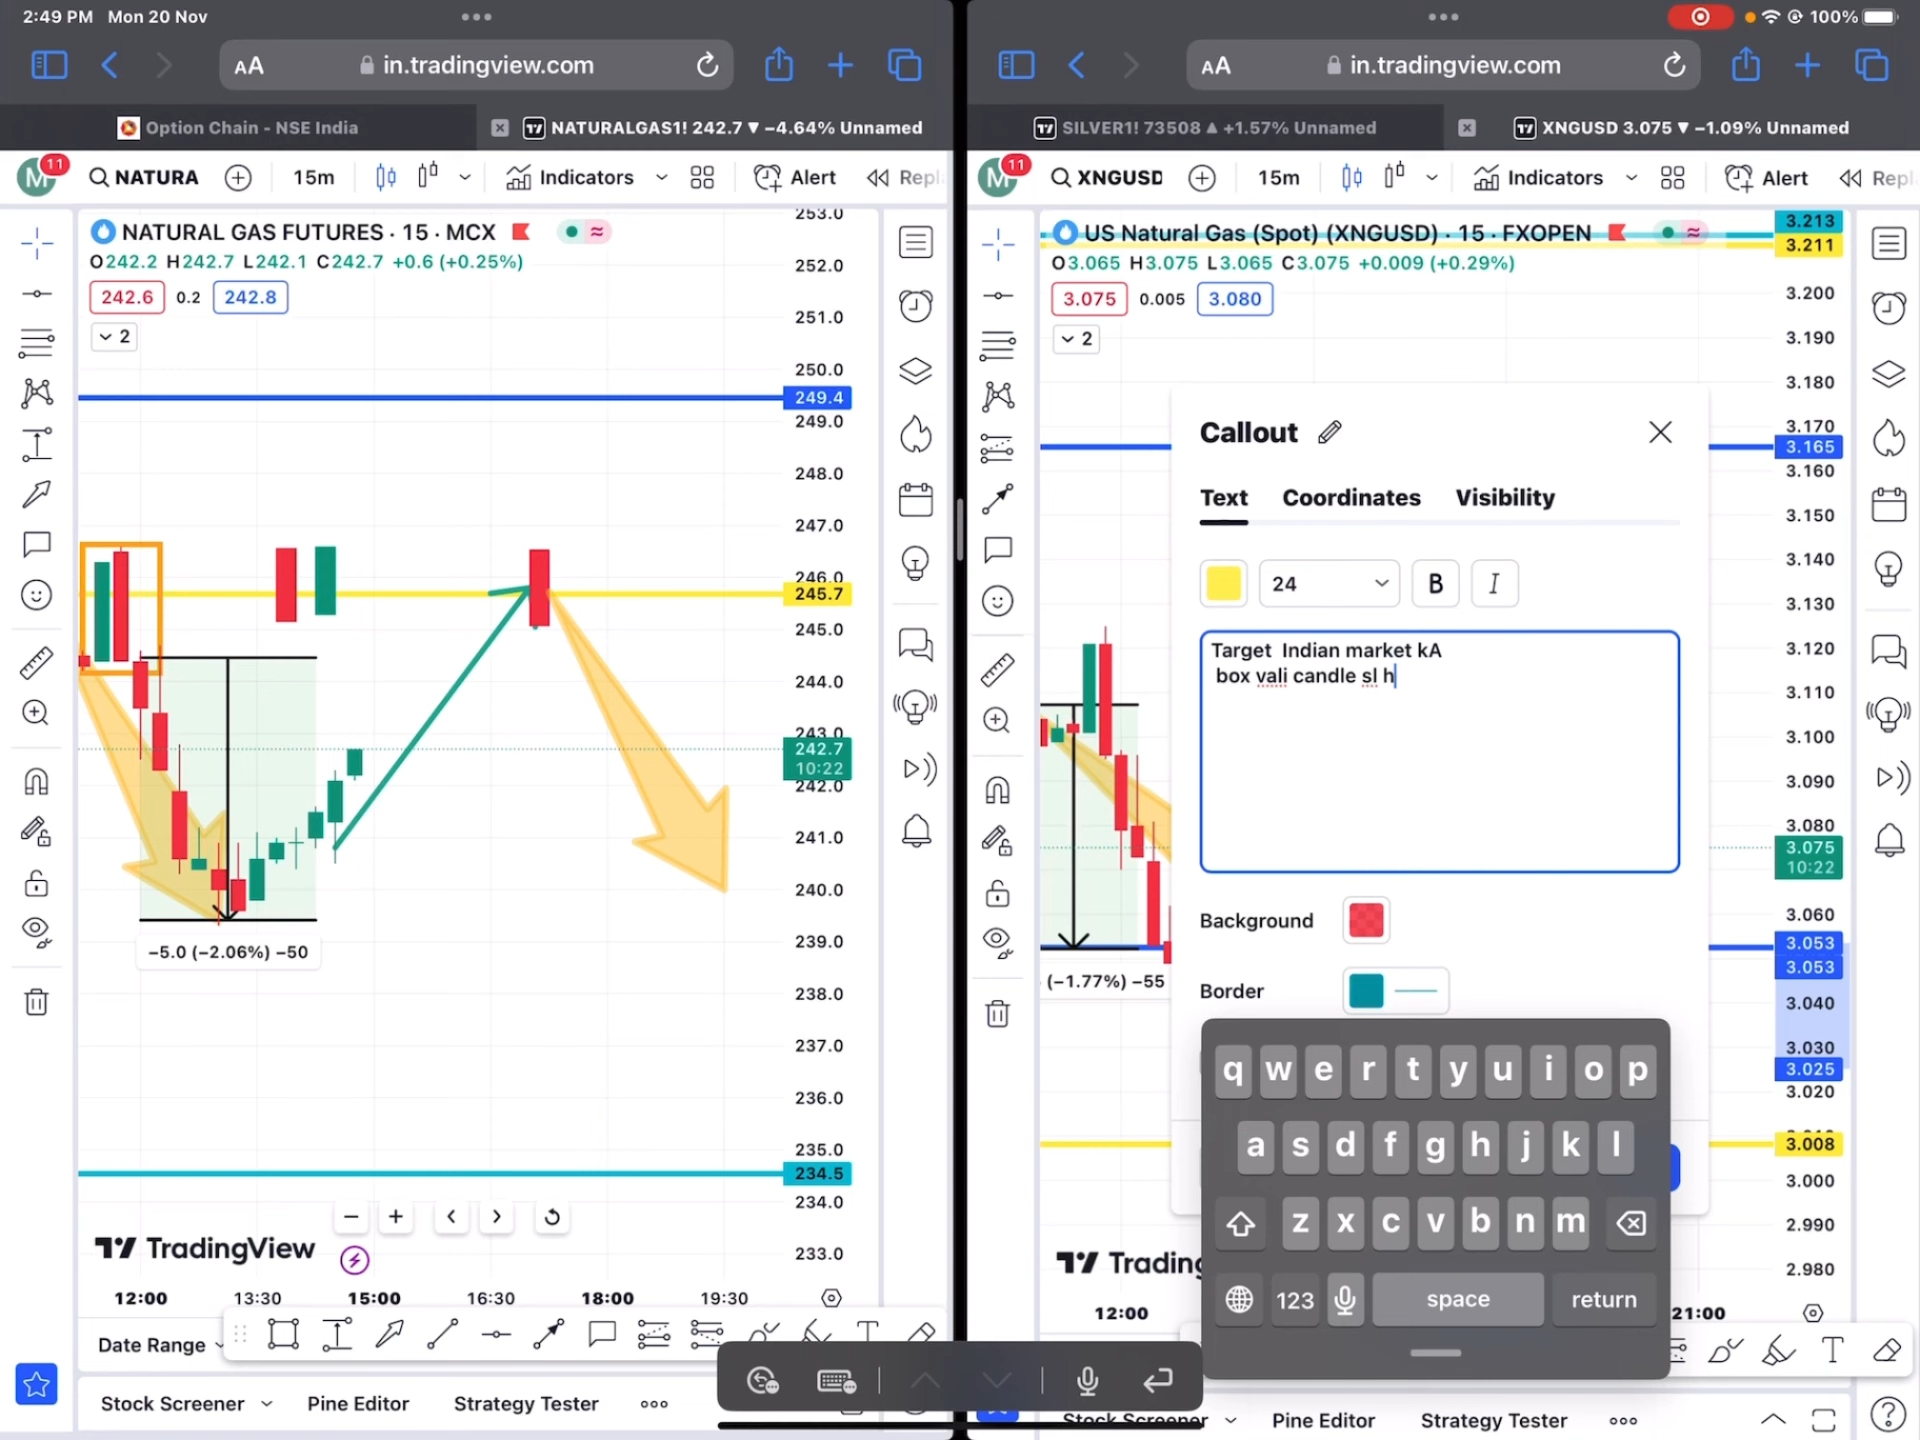 2:49 PM Mon 20 Nov
100%
AA in.tradingview.com
AA in.tradingview.com
Option Chain - NSE India
NATURALGAS1! 242.7 ▼ −4.64% Unnamed
SILVER1! 73508 ▲ +1.57% Unnamed
XNGUSD 3.075 ▼ −1.09% Unnamed
M 11 NATURA 15m Indicators Alert Repl
M 11 XNGUSD 15m Indicators Alert Repl
NATURAL GAS FUTURES · 15 · MCX
O242.2 H242.7 L242.1 C242.7 +0.6 (+0.25%)
242.6 0.2 242.8
2
253.0
252.0
251.0
250.0
249.4
249.0
248.0
247.0
246.0
245.7
245.0
244.0
243.0
242.7
10:22
242.0
241.0
240.0
239.0
238.0
237.0
236.0
235.0
234.5
234.0
233.0
−5.0 (−2.06%) −50
TradingView
12:00 13:30 15:00 16:30 18:00 19:30
Date Range
Stock Screener Pine Editor Strategy Tester
US Natural Gas (Spot) (XNGUSD) · 15 · FXOPEN
O3.065 H3.075 L3.065 C3.075 +0.009 (+0.29%)
3.075 0.005 3.080
2
3.213
3.211
3.200
3.190
3.180
3.170
3.165
3.160
3.150
3.140
3.130
3.120
3.110
3.100
3.090
3.080
3.075
10:22
3.060
3.053
3.053
3.040
3.030
3.025
3.020
3.008
3.000
2.990
2.980
(−1.77%) −55
Callout
Text Coordinates Visibility
24 B I
Target Indian market kA
box vali candle sl h
Background
Border
q w e r t y u i o p
a s d f g h j k l
z x c v b n m
123 space return
Trading
12:00 21:00
Stock Screener Pine Editor Strategy Tester